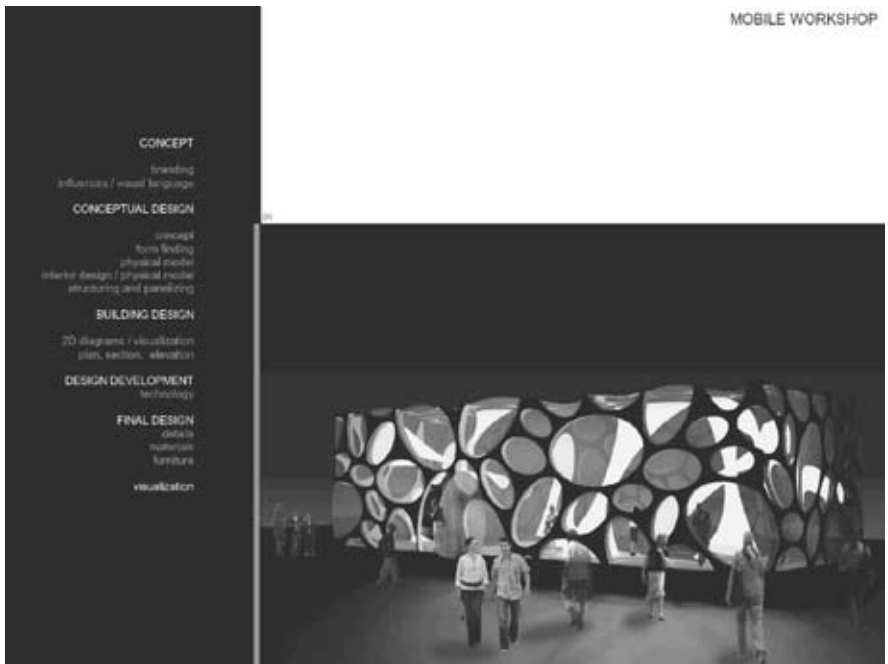 MOBILE WORKSHOP
CONCEPT
branding
influences / visual language
CONCEPTUAL DESIGN
concept
form finding
physical model
interior design / physical model
structuring and panelizing
BUILDING DESIGN
2D diagrams / visualization
plan, section, elevation
DESIGN DEVELOPMENT
technology
FINAL DESIGN
details
materials
furniture
visualization